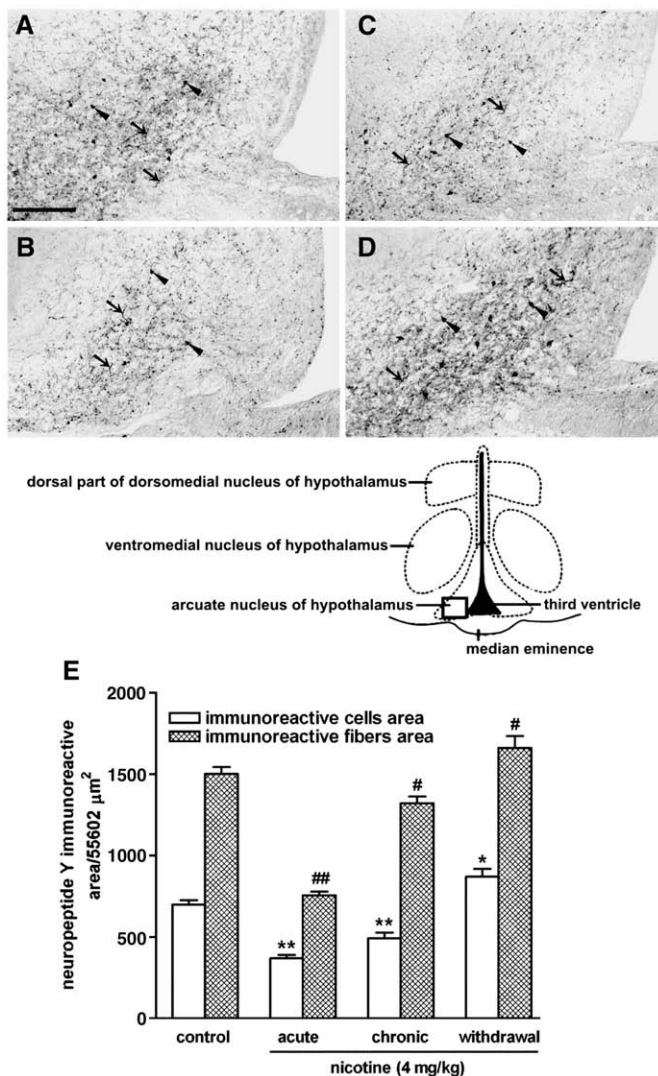 A
C
B
D
dorsal part of dorsomedial nucleus of hypothalamus
ventromedial nucleus of hypothalamus
arcuate nucleus of hypothalamus
third ventricle
median eminence
E
neuropeptide Y immunoreactive
area/55602 μm²
2000
1500
1000
500
0
immunoreactive cells area
immunoreactive fibers area
**
##
**
#
*
#
control
acute
chronic
withdrawal
nicotine (4 mg/kg)